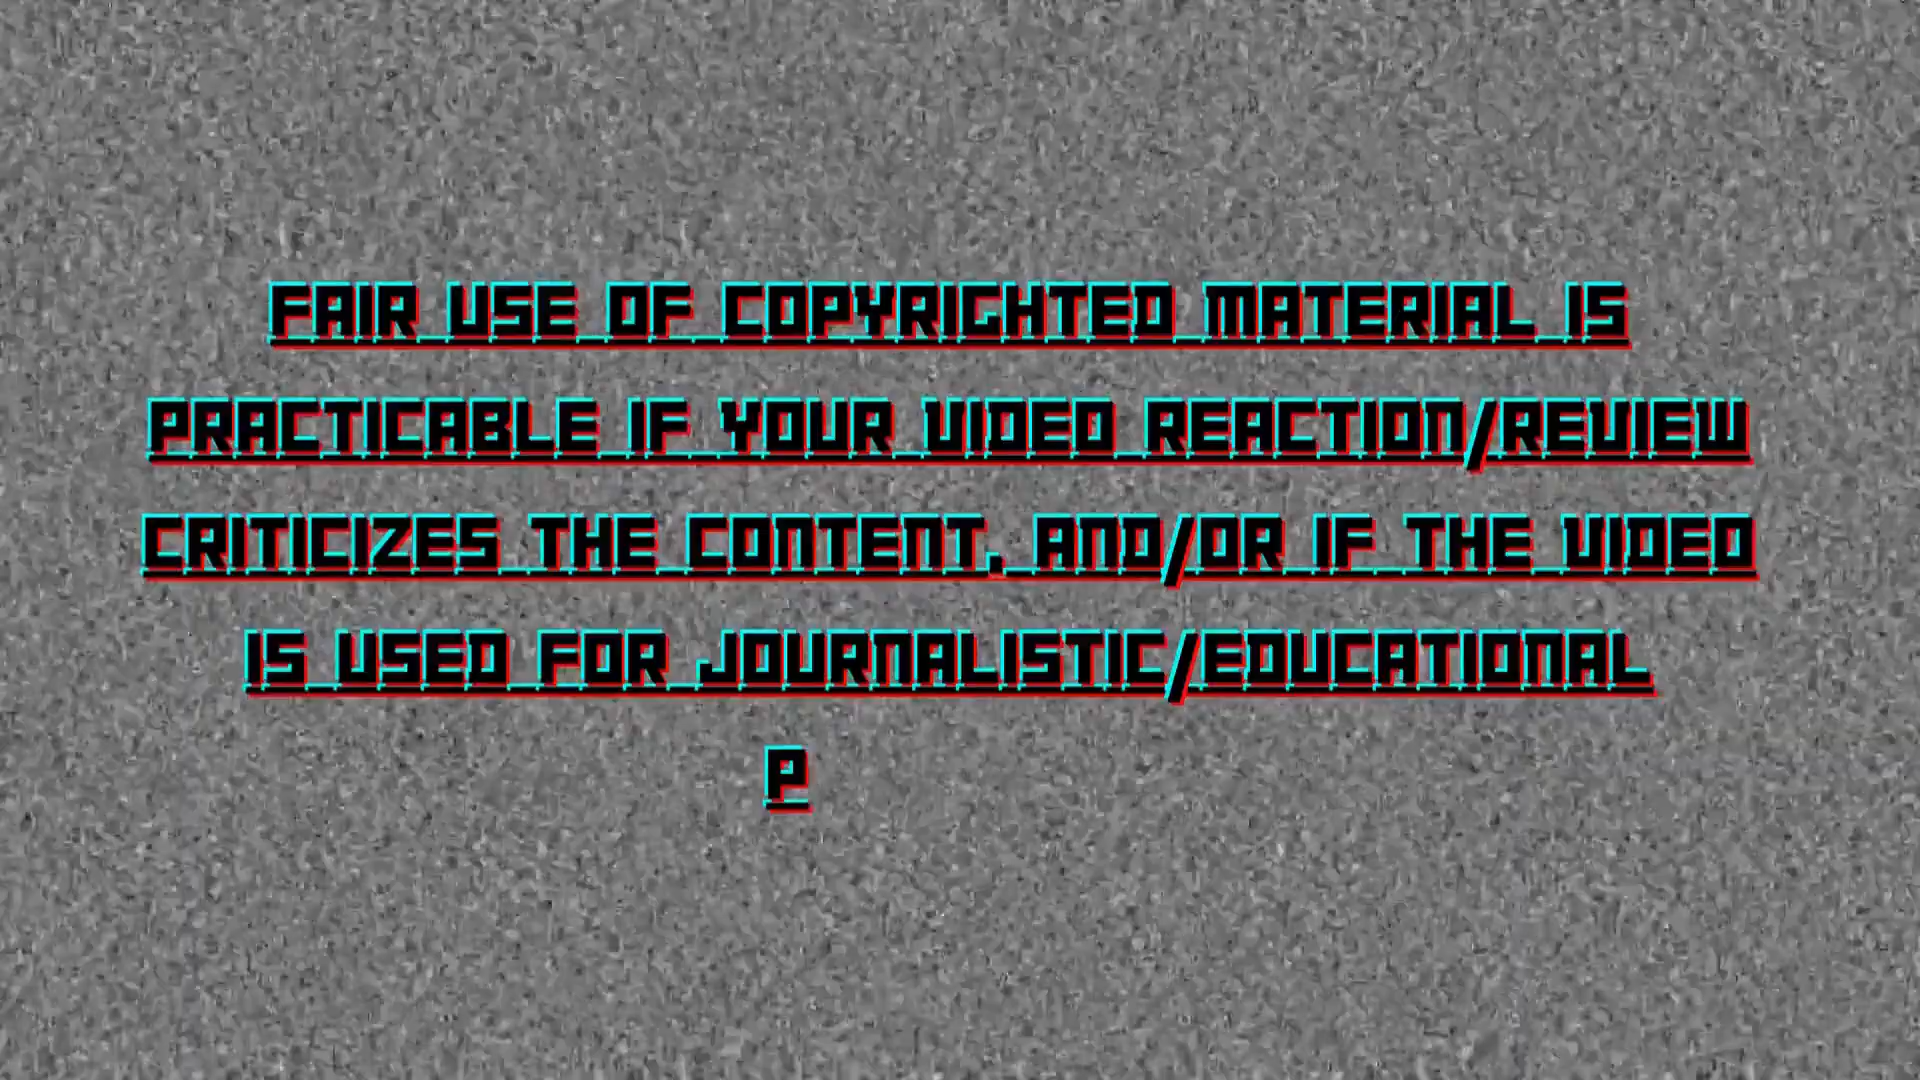 FAIR USE OF COPYRIGHTED MATERIAL IS
PRACTICABLE IF YOUR VIDEO REACTION/REVIEW
CRITICIZES THE CONTENT, AND/OR IF THE VIDEO
IS USED FOR JOURNALISTIC/EDUCATIONAL
P